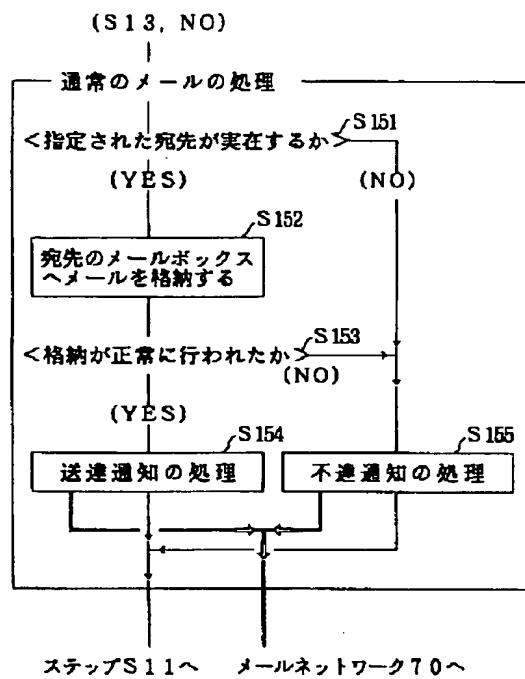 (S13, NO)
通常のメールの処理
<指定された宛先が実在するか>
S151
(YES)
(NO)
S152
宛先のメールボックス
へメールを格納する
<格納が正常に行われたか>
S153
(NO)
(YES)
S154
送達通知の処理
S155
不達通知の処理
ステップS11へ
メールネットワーク70へ